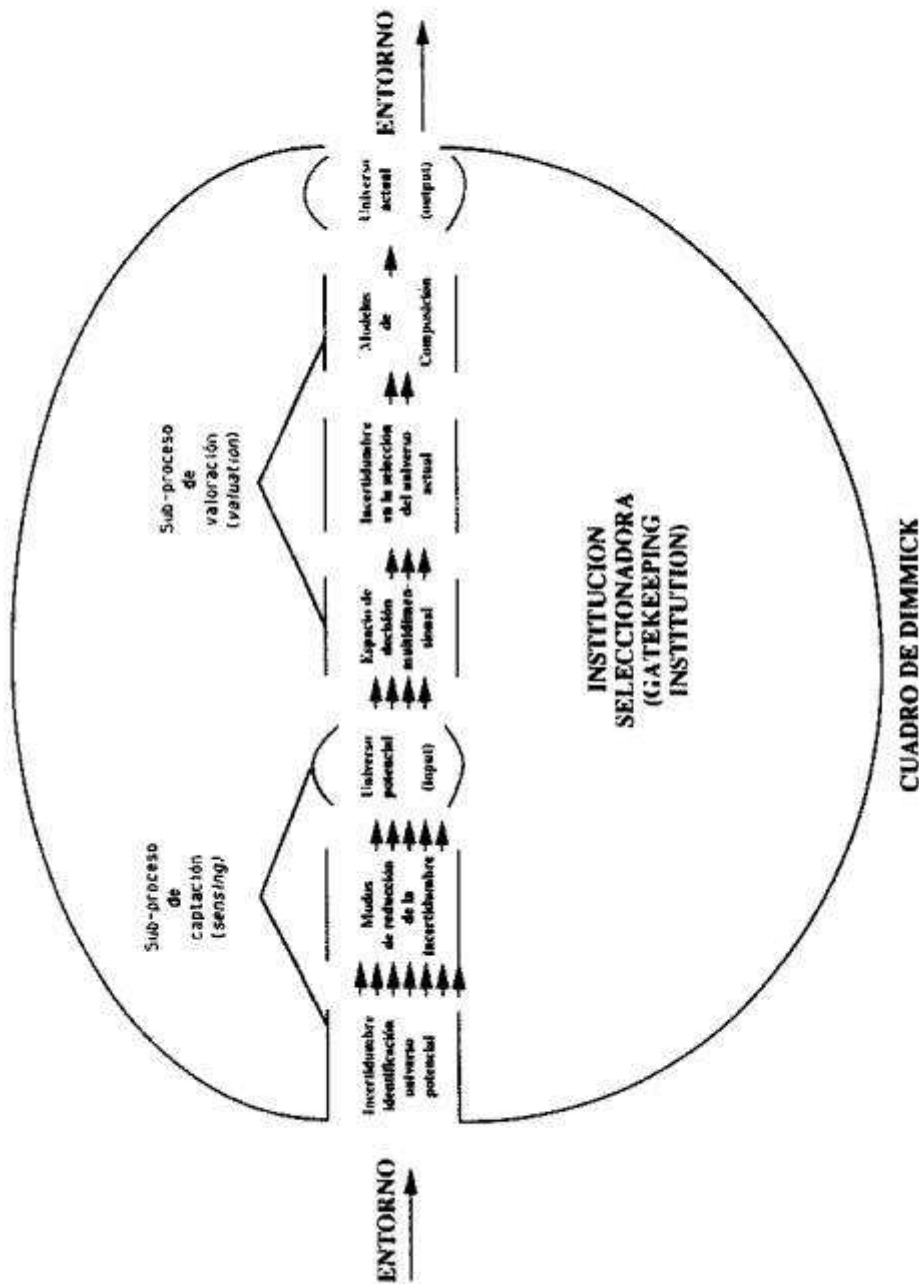 Sub-proceso
de
captación
(sensing)
Sub-proceso
de
valoración
(valuation)
ENTORNO
Incertidumbre
identificación
universo
potencial
Modos
de reducción
de la
incertidumbre
Universo
potencial
(input)
Espacio de
decisión
multidimen-
sional
Incertidumbre
en la selección
del universo
actual
Modelos
de
Composición
Universo
actual
(output)
ENTORNO
INSTITUCION
SELECCIONADORA
(GATEKEEPING
INSTITUTION)
CUADRO DE DIMMICK